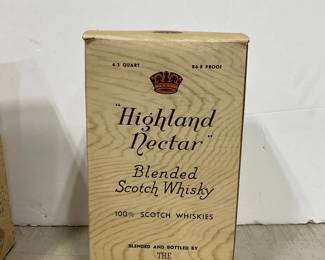 4/5 QUART 86.8 PROOF
"Highland
Nectar"
Blended
Scotch Whisky
100% SCOTCH WHISKIES
BLENDED AND BOTTLED BY
THE